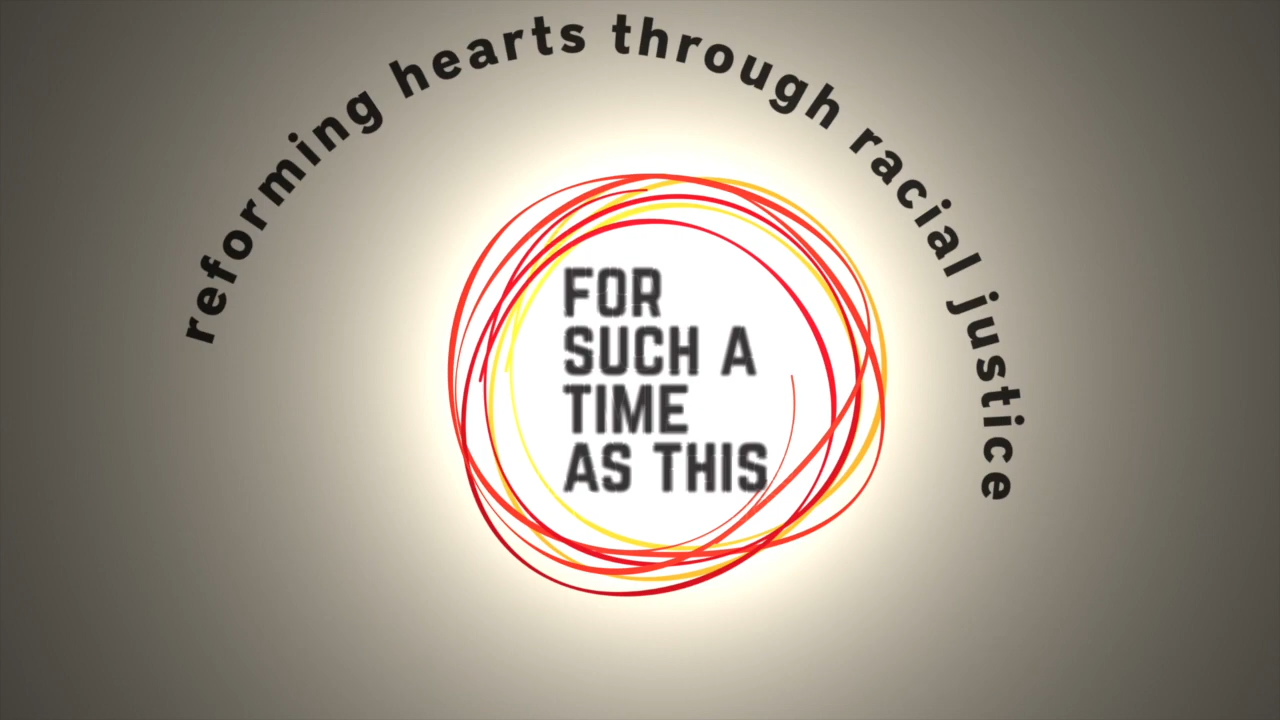 reforming hearts through racial justice
FOR
SUCH A
TIME
AS THIS